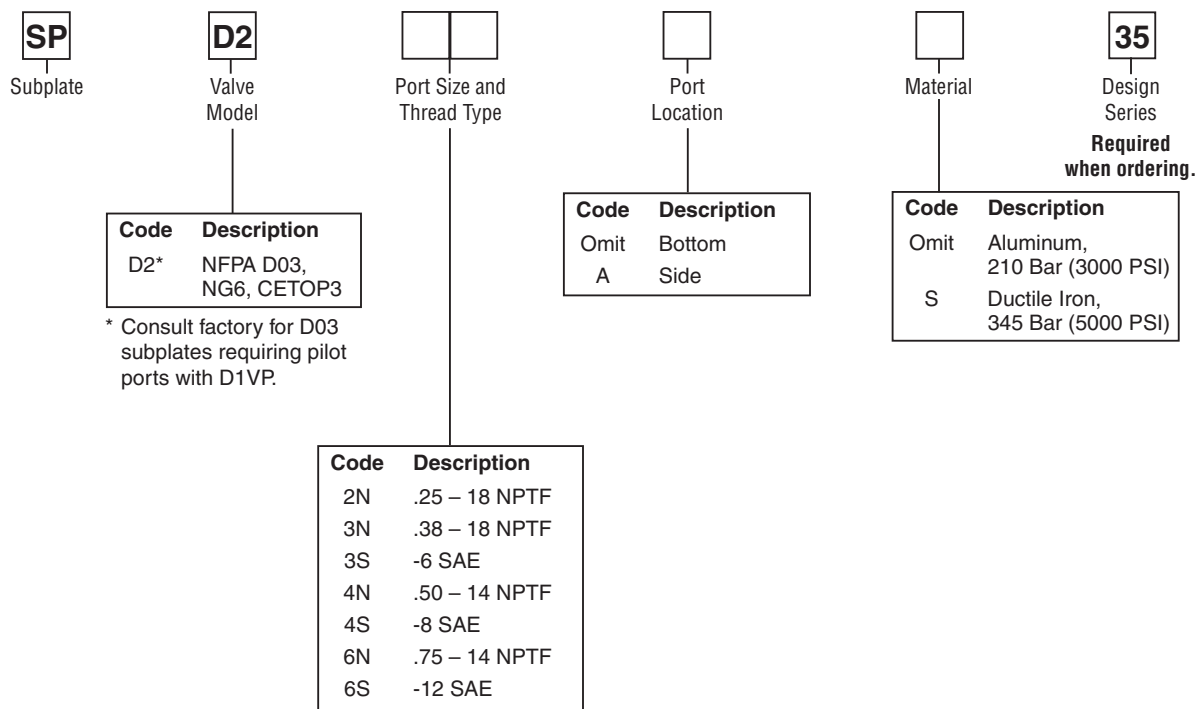 SP D2 35
Subplate
Valve
Model
Port Size and
Thread Type
Port
Location
Material
Design
Series
Required
when ordering.
Code Description
D2* NFPA D03,
NG6, CETOP3
* Consult factory for D03
subplates requiring pilot
ports with D1VP.
Code Description
Omit Bottom
A Side
Code Description
Omit Aluminum,
210 Bar (3000 PSI)
S Ductile Iron,
345 Bar (5000 PSI)
Code Description
2N .25 – 18 NPTF
3N .38 – 18 NPTF
3S -6 SAE
4N .50 – 14 NPTF
4S -8 SAE
6N .75 – 14 NPTF
6S -12 SAE